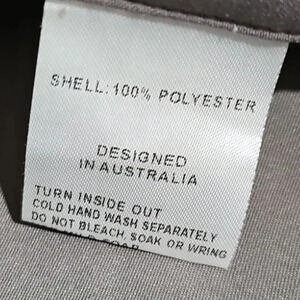 SHELL: 100% POLYESTER
DESIGNED
IN AUSTRALIA
TURN INSIDE OUT
COLD HAND WASH SEPARATELY
DO NOT BLEACH, SOAK OR WRING